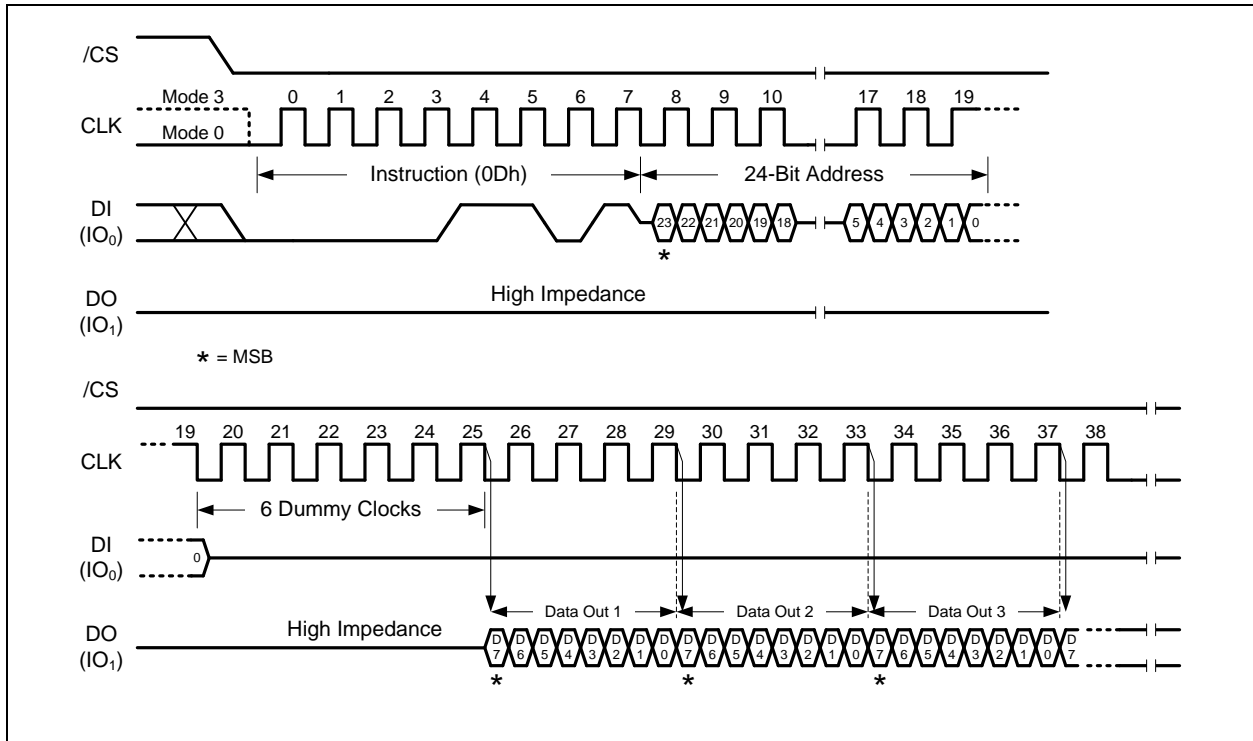 /CS
Mode 3 0 1 2 3 4 5 6 7 8 9 10 17 18 19
CLK
Mode 0
Instruction (0Dh) 24-Bit Address
DI
(IO0) 23 22 21 20 19 18 5 4 3 2 1 0
*
High Impedance
DO
(IO1)
* = MSB
/CS
19 20 21 22 23 24 25 26 27 28 29 30 31 32 33 34 35 36 37 38
CLK
6 Dummy Clocks
DI
(IO0) 0
Data Out 1 Data Out 2 Data Out 3
High Impedance
DO
(IO1) D7 D6 D5 D4 D3 D2 D1 D0 D7 D6 D5 D4 D3 D2 D1 D0 D7 D6 D5 D4 D3 D2 D1 D0 D7
* * *